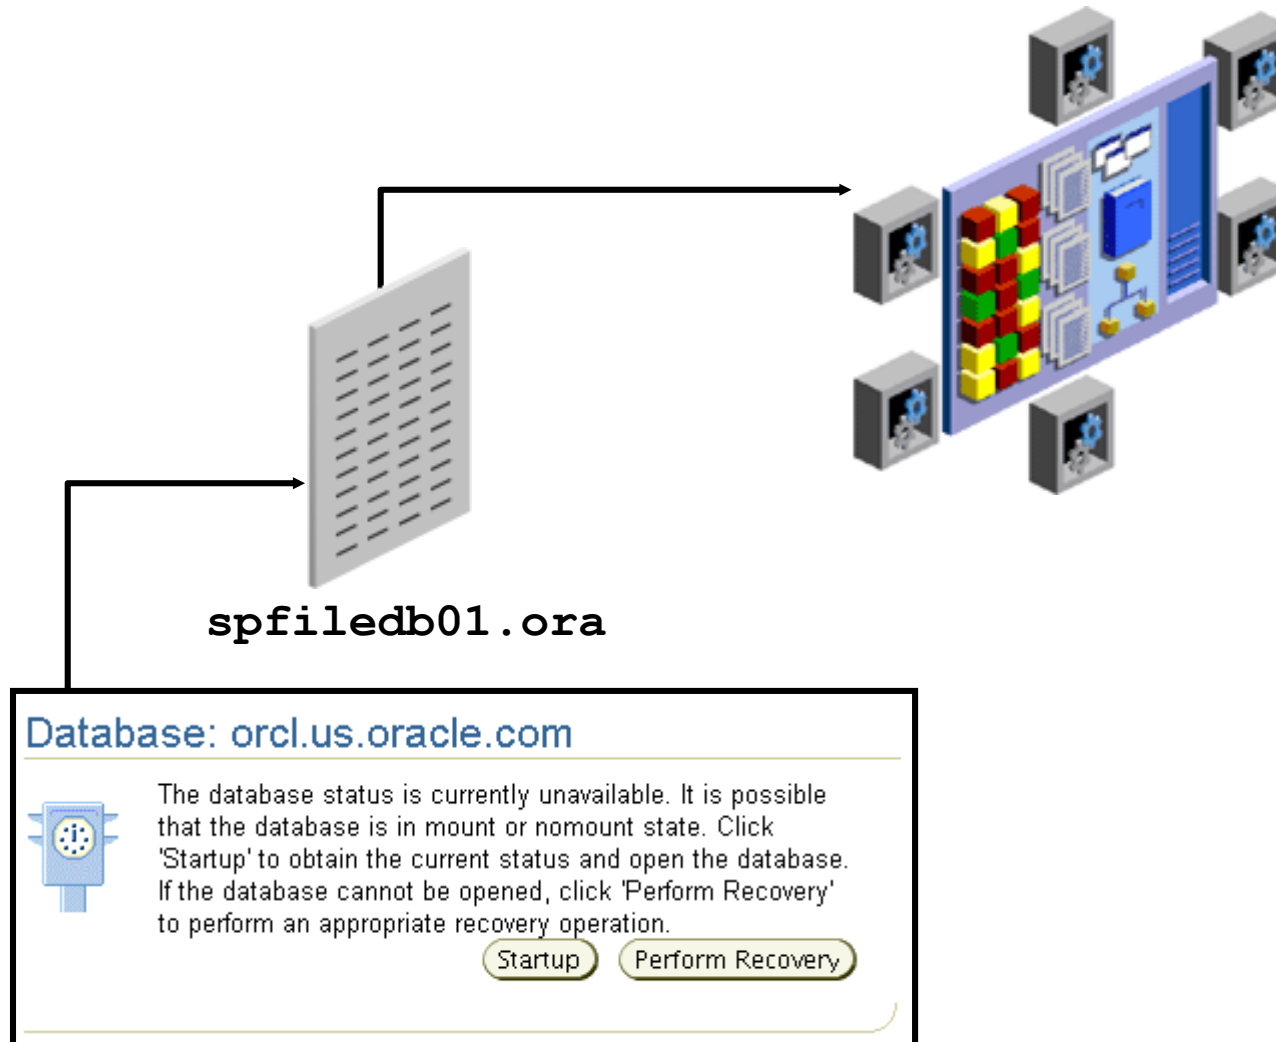 spfiledb01.ora
Database: orcl.us.oracle.com
The database status is currently unavailable. It is possible
that the database is in mount or nomount state. Click
'Startup' to obtain the current status and open the database.
If the database cannot be opened, click 'Perform Recovery'
to perform an appropriate recovery operation.
Startup Perform Recovery